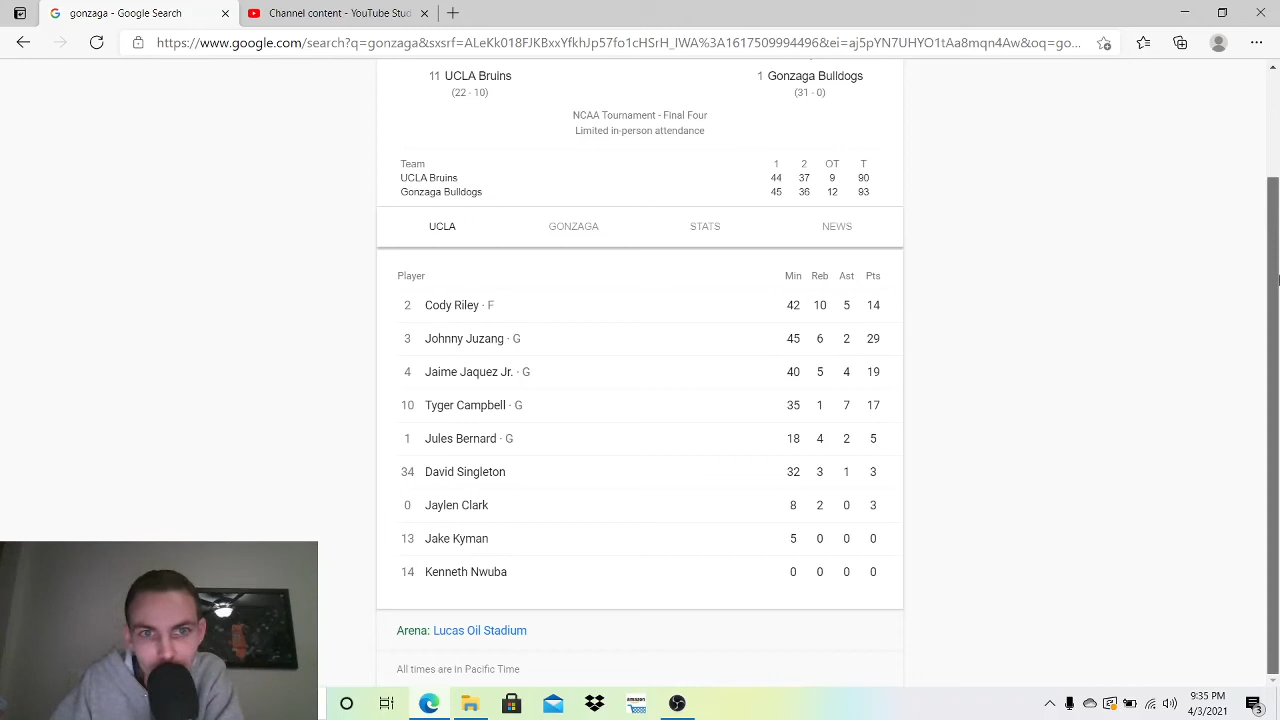 gonzaga - Google Search
Channel content - YouTube Stud
https://www.google.com/search?q=gonzaga&sxsrf=ALeKk018FJKBxxYfkhJp57fo1cHSrH_IWA%3A1617509994496&ei=aj5pYN7UHYO1tAa8mqn4Aw&oq=go...
11 UCLA Bruins
(22 - 10)
1 Gonzaga Bulldogs
(31 - 0)
NCAA Tournament - Final Four
Limited in-person attendance
Team 1 2 OT T
UCLA Bruins 44 37 9 90
Gonzaga Bulldogs 45 36 12 93
UCLA GONZAGA STATS NEWS
Player Min Reb Ast Pts
2 Cody Riley · F 42 10 5 14
3 Johnny Juzang · G 45 6 2 29
4 Jaime Jaquez Jr. · G 40 5 4 19
10 Tyger Campbell · G 35 1 7 17
1 Jules Bernard · G 18 4 2 5
34 David Singleton 32 3 1 3
0 Jaylen Clark 8 2 0 3
13 Jake Kyman 5 0 0 0
14 Kenneth Nwuba 0 0 0 0
Arena: Lucas Oil Stadium
All times are in Pacific Time
amazon
9:35 PM
4/3/2021
3